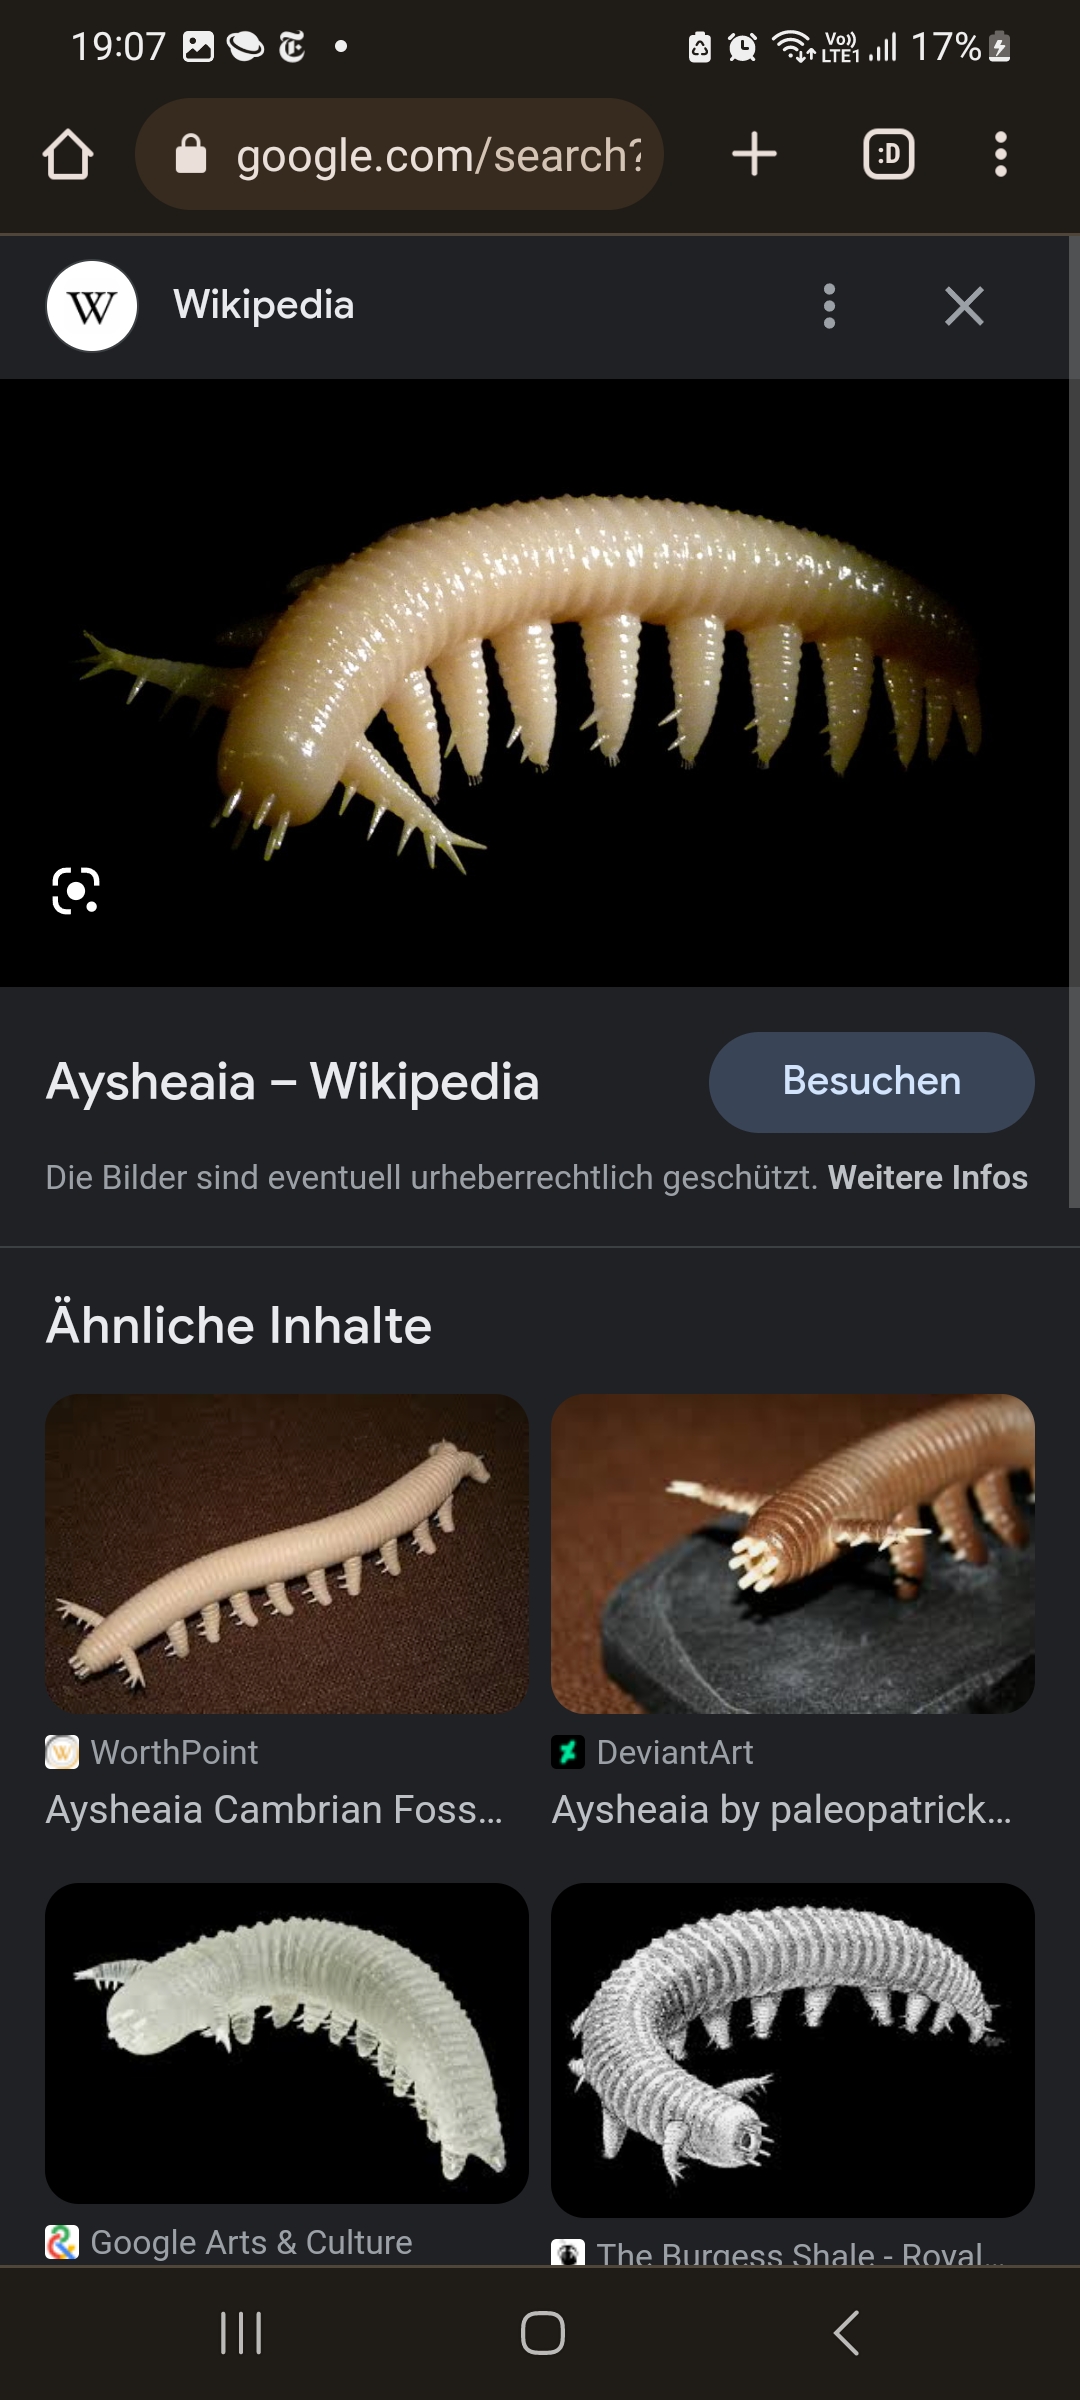 19:07
Vo)) LTE1 17%
google.com/search?
:D
W Wikipedia
Aysheaia – Wikipedia
Besuchen
Die Bilder sind eventuell urheberrechtlich geschützt. Weitere Infos
Ähnliche Inhalte
W WorthPoint
Aysheaia Cambrian Foss...
DeviantArt
Aysheaia by paleopatrick...
Google Arts & Culture
The Burgess Shale - Royal...